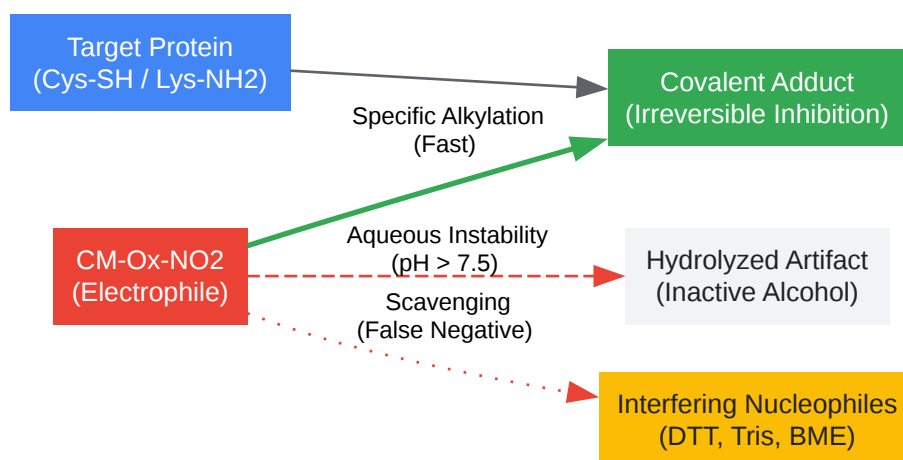 Target Protein
(Cys-SH / Lys-NH2)
Covalent Adduct
(Irreversible Inhibition)
Specific Alkylation
(Fast)
CM-Ox-NO2
(Electrophile)
Aqueous Instability
(pH > 7.5)
Hydrolyzed Artifact
(Inactive Alcohol)
Scavenging
(False Negative)
Interfering Nucleophiles
(DTT, Tris, BME)